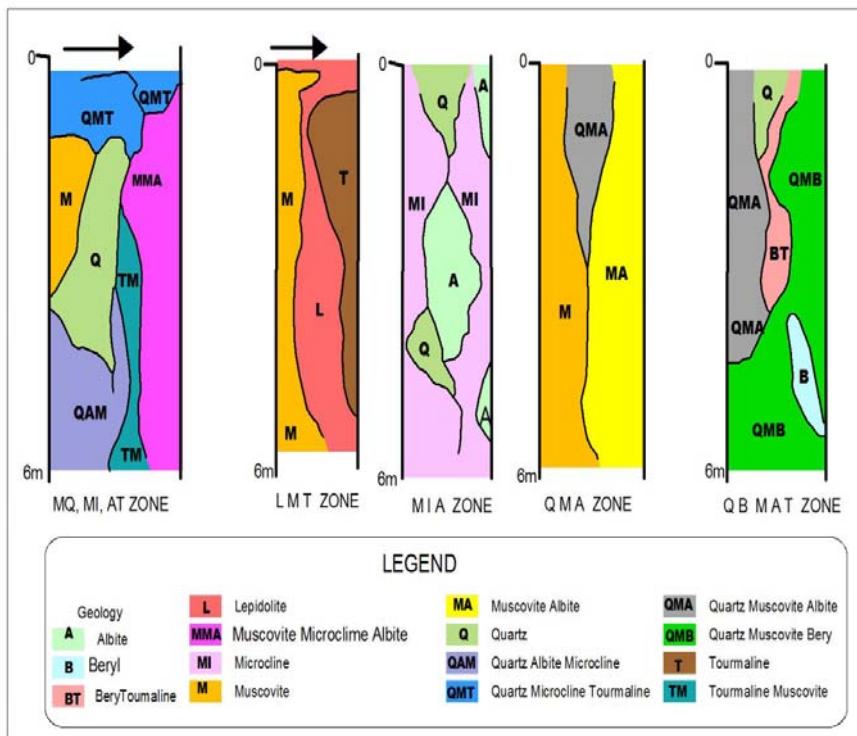 0
QMT
QMT
M
MMA
Q
TM
QAM
TM
6m
MQ, MI, AT ZONE
0
M
T
L
M
6m
L M T ZONE
0
Q
A
MI
MI
A
Q
A
6m
M I A ZONE
0
QMA
M
MA
6m
Q M A ZONE
0
Q
QMA
QMB
BT
QMA
B
QMB
6m
Q B M A T ZONE
LEGEND
Geology
A Albite
B Beryl
BT BeryToumaline
L Lepidolite
MMA Muscovite Microclime Albite
MI Microcline
M Muscovite
MA Muscovite Albite
Q Quartz
QAM Quartz Albite Microcline
QMT Quartz Microcline Tourmaline
QMA Quartz Muscovite Albite
QMB Quartz Muscovite Bery
T Tourmaline
TM Tourmaline Muscovite